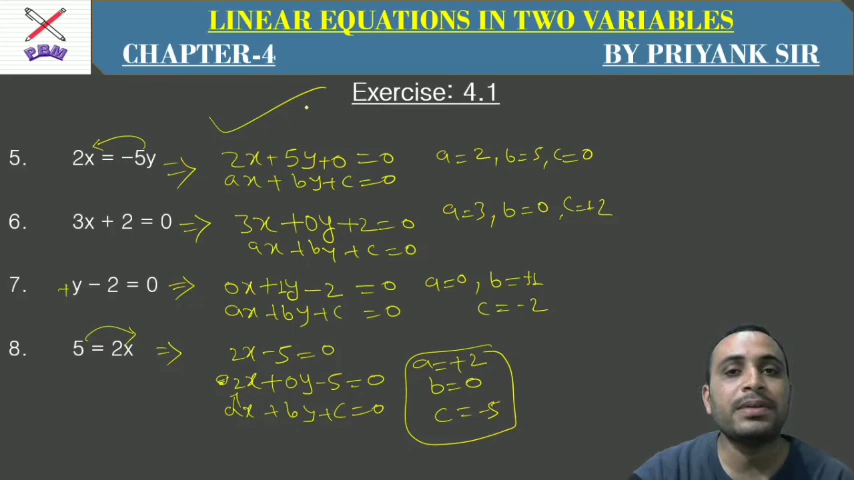 LINEAR EQUATIONS IN TWO VARIABLES
PBM
CHAPTER-4 BY PRIYANK SIR
Exercise: 4.1
5. 2x = −5y ⇒ 2x+5y+0=0 a=2, b=5, c=0
ax+by+c=0
6. 3x + 2 = 0 ⇒ 3x+0y+2=0 a=3, b=0, c=+2
ax+by+c=0
7. +y − 2 = 0 ⇒ 0x+1y−2=0 a=0, b=+1
ax+by+c=0 c=−2
8. 5 = 2x ⇒ 2x−5=0 a=+2
2x+0y−5=0 b=0
ax+by+c=0 c=−5